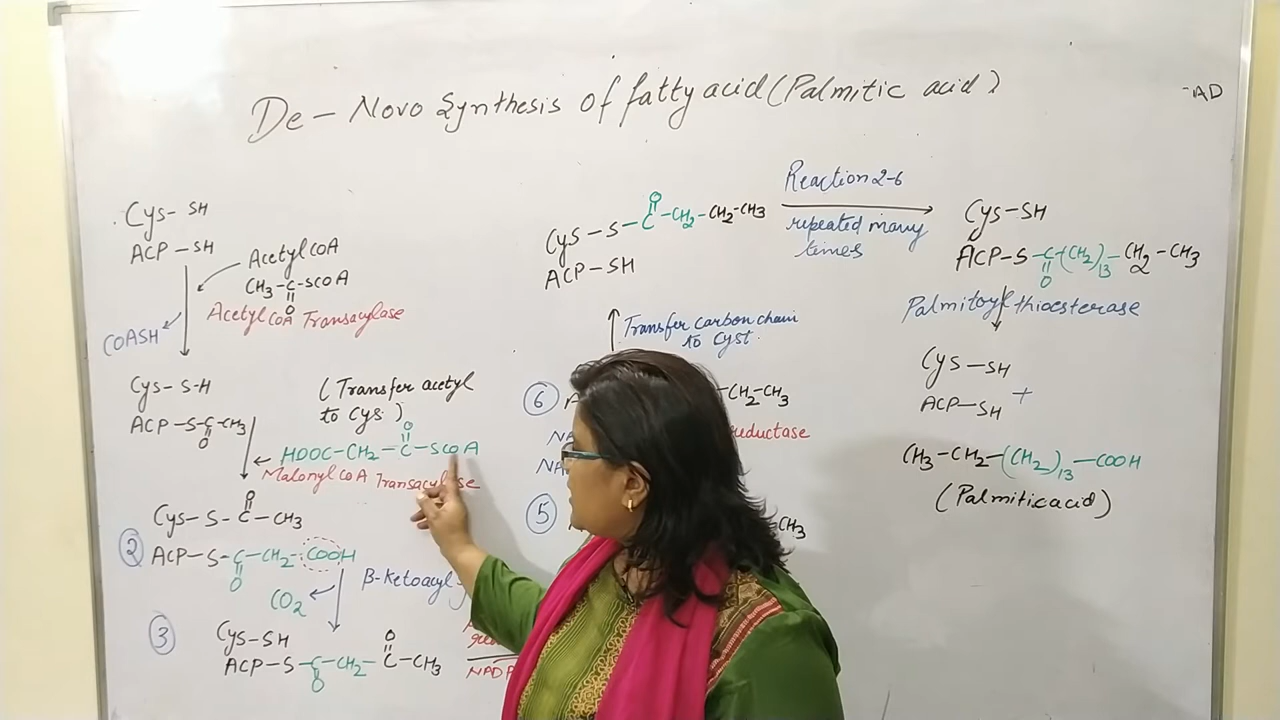 De-Novo Synthesis of fatty acid (Palmitic acid)
-AD
Cys-SH
ACP-SH
Acetyl CoA
CH3-C-SCOA
O
Acetyl CoA Transacylase
COASH
Cys-S-H
ACP-S-C-CH3
O
(Transfer acetyl
to Cys)
O
HOOC-CH2-C-SCOA
Malonyl CoA Transacylase
O
Cys-S-C-CH3
②
ACP-S-C-CH2-COOH
O
CO2
β-Ketoacyl
③
Cys-SH
O
ACP-S-C-CH2-C-CH3
O
O
Cys-S-C-CH2-CH2-CH3
ACP-SH
Transfer carbon chain
to Cyst.
⑥
CH2-CH3
⑤
CH3
Reaction 2-6
repeated many
times
Cys-SH
ACP-S-C-(CH2)13-CH2-CH3
O
Palmitoyl thioesterase
Cys-SH
+
ACP-SH
CH3-CH2-(CH2)13-COOH
(Palmitic acid)